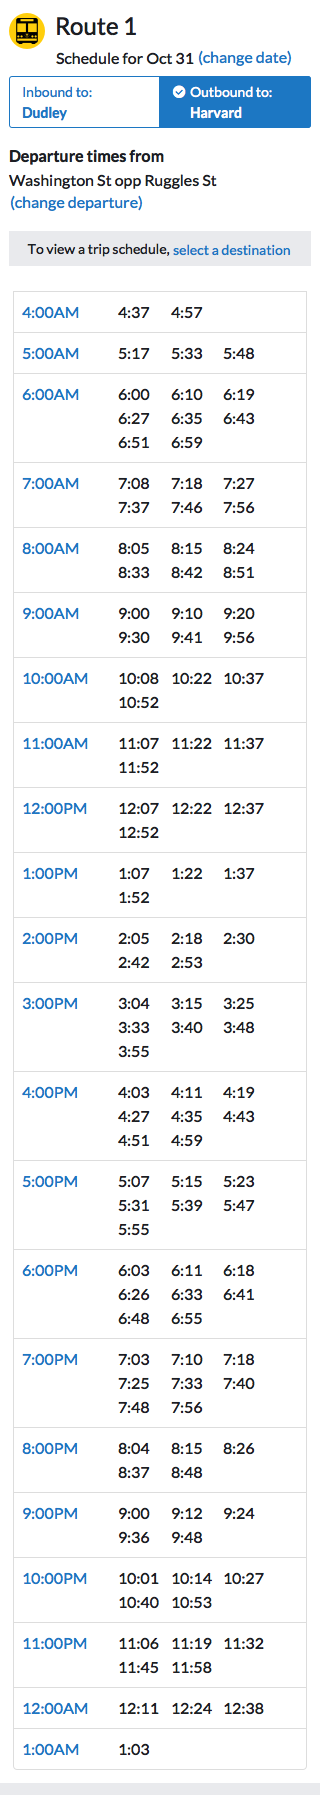 Route 1
Schedule for Oct 31 (change date)
Inbound to:
Dudley
Outbound to:
Harvard
Departure times from
Washington St opp Ruggles St
(change departure)
To view a trip schedule, select a destination
4:00AM 4:37 4:57
5:00AM 5:17 5:33 5:48
6:00AM 6:00 6:10 6:19
6:27 6:35 6:43
6:51 6:59
7:00AM 7:08 7:18 7:27
7:37 7:46 7:56
8:00AM 8:05 8:15 8:24
8:33 8:42 8:51
9:00AM 9:00 9:10 9:20
9:30 9:41 9:56
10:00AM 10:08 10:22 10:37
10:52
11:00AM 11:07 11:22 11:37
11:52
12:00PM 12:07 12:22 12:37
12:52
1:00PM 1:07 1:22 1:37
1:52
2:00PM 2:05 2:18 2:30
2:42 2:53
3:00PM 3:04 3:15 3:25
3:33 3:40 3:48
3:55
4:00PM 4:03 4:11 4:19
4:27 4:35 4:43
4:51 4:59
5:00PM 5:07 5:15 5:23
5:31 5:39 5:47
5:55
6:00PM 6:03 6:11 6:18
6:26 6:33 6:41
6:48 6:55
7:00PM 7:03 7:10 7:18
7:25 7:33 7:40
7:48 7:56
8:00PM 8:04 8:15 8:26
8:37 8:48
9:00PM 9:00 9:12 9:24
9:36 9:48
10:00PM 10:01 10:14 10:27
10:40 10:53
11:00PM 11:06 11:19 11:32
11:45 11:58
12:00AM 12:11 12:24 12:38
1:00AM 1:03